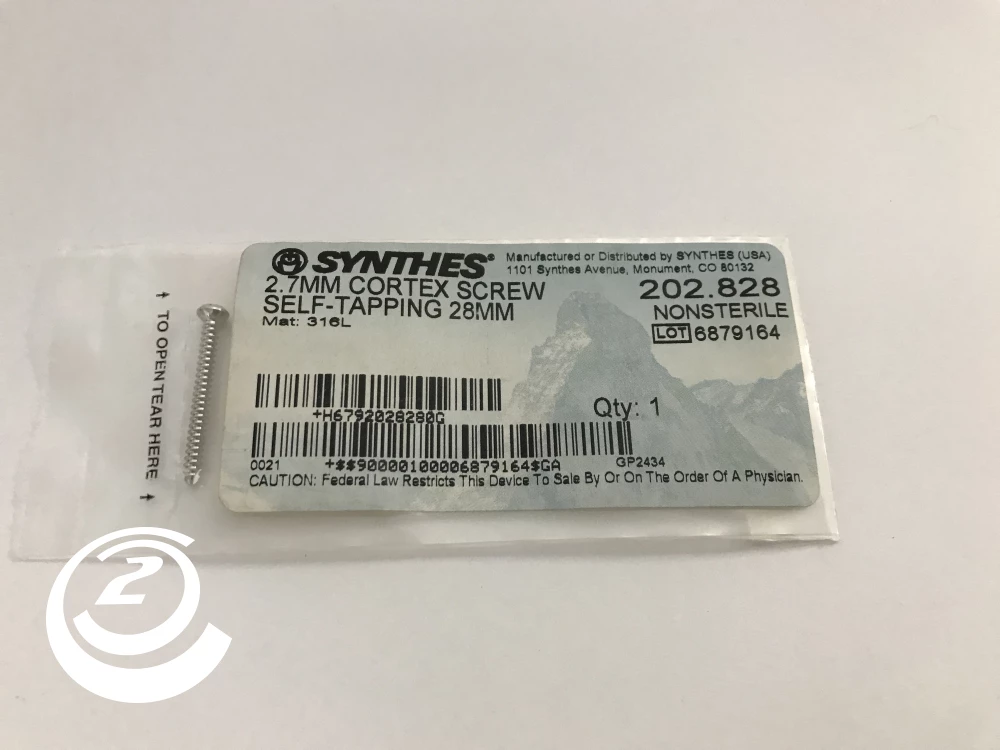 SYNTHES®
Manufactured or Distributed by SYNTHES (USA)
1101 Synthes Avenue, Monument, CO 80132
2.7MM CORTEX SCREW
SELF-TAPPING 28MM
Mat: 316L
202.828
NONSTERILE
LOT 6879164
↑ TO OPEN TEAR HERE ↑
+H6792028280G
Qty: 1
0021 +$$900000100006879164$GA GP2434
CAUTION: Federal Law Restricts This Device To Sale By Or On The Order Of A Physician.
2